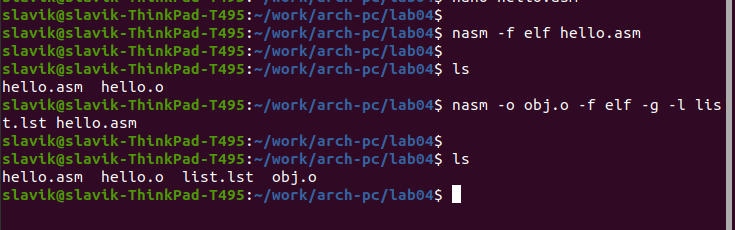 slavik@slavik-ThinkPad-T495:~/work/arch-pc/lab04$ nano hello.asm
slavik@slavik-ThinkPad-T495:~/work/arch-pc/lab04$
slavik@slavik-ThinkPad-T495:~/work/arch-pc/lab04$ nasm -f elf hello.asm
slavik@slavik-ThinkPad-T495:~/work/arch-pc/lab04$
slavik@slavik-ThinkPad-T495:~/work/arch-pc/lab04$ ls
hello.asm  hello.o
slavik@slavik-ThinkPad-T495:~/work/arch-pc/lab04$ nasm -o obj.o -f elf -g -l lis
t.lst hello.asm
slavik@slavik-ThinkPad-T495:~/work/arch-pc/lab04$
slavik@slavik-ThinkPad-T495:~/work/arch-pc/lab04$ ls
hello.asm  hello.o  list.lst  obj.o
slavik@slavik-ThinkPad-T495:~/work/arch-pc/lab04$